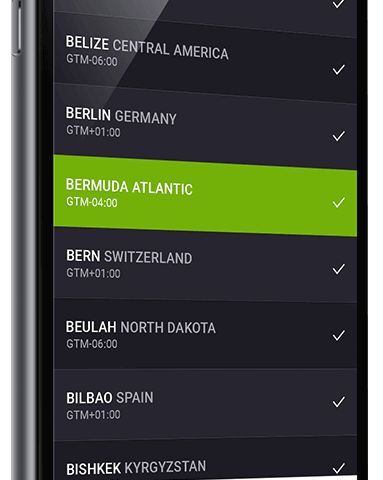 BELIZE CENTRAL AMERICA
GTM-06:00
BERLIN GERMANY
GTM+01:00
BERMUDA ATLANTIC
GTM-04:00
BERN SWITZERLAND
GTM+01:00
BEULAH NORTH DAKOTA
GTM-06:00
BILBAO SPAIN
GTM+01:00
BISHKEK KYRGYZSTAN